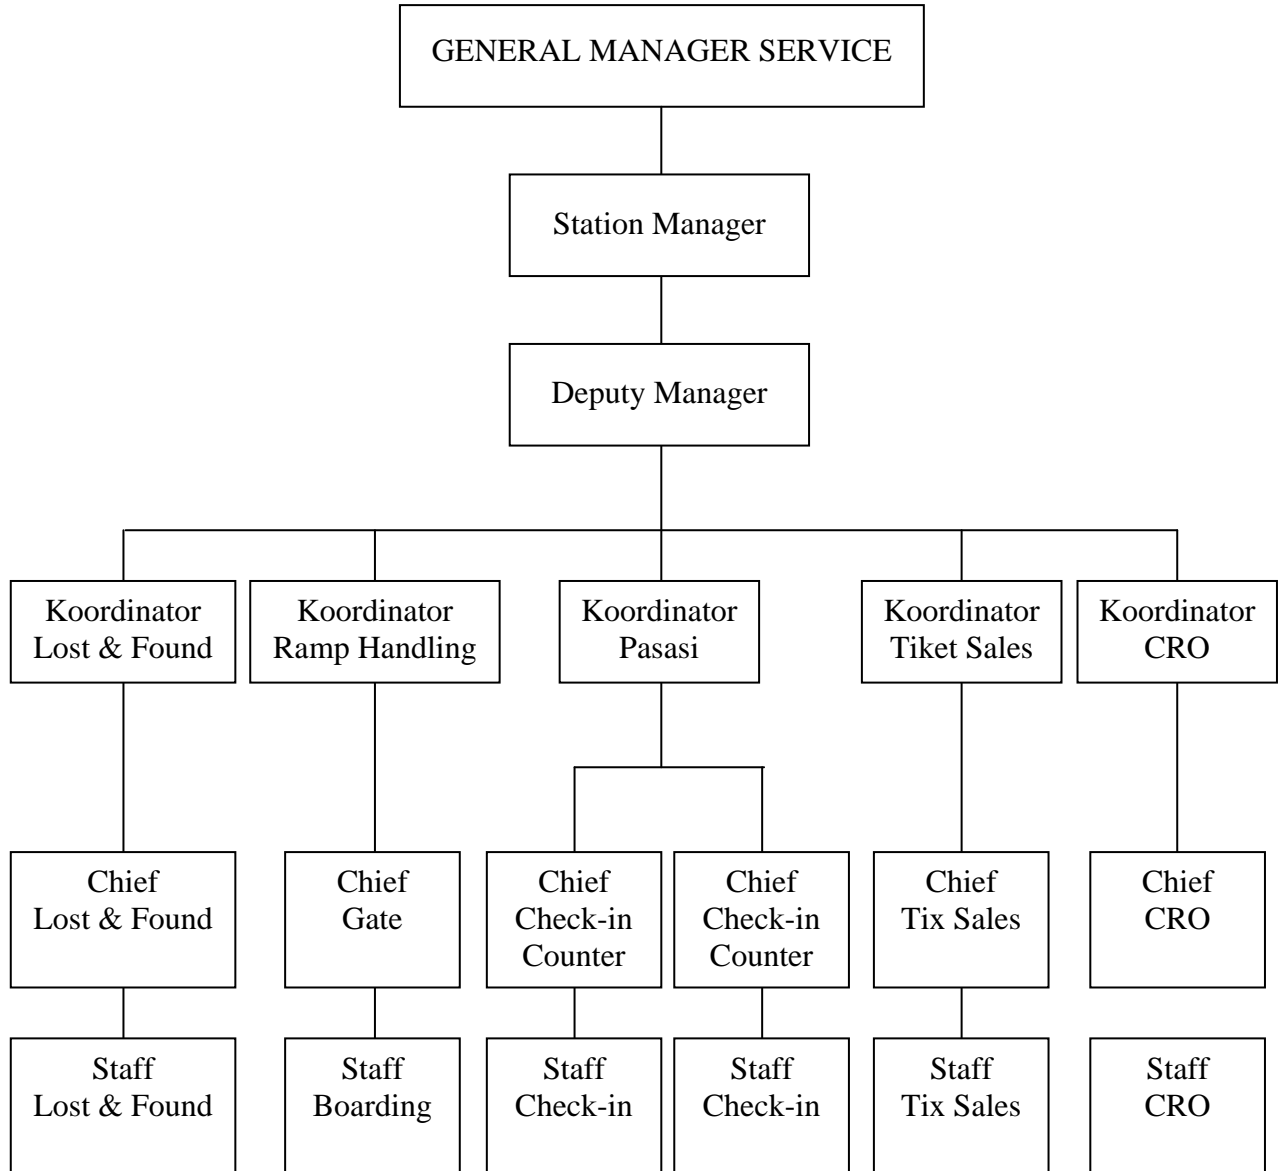 GENERAL MANAGER SERVICE
Station Manager
Deputy Manager
Koordinator
Lost & Found
Koordinator
Ramp Handling
Koordinator
Pasasi
Koordinator
Tiket Sales
Koordinator
CRO
Chief
Lost & Found
Chief
Gate
Chief
Check-in
Counter
Chief
Check-in
Counter
Chief
Tix Sales
Chief
CRO
Staff
Lost & Found
Staff
Boarding
Staff
Check-in
Staff
Check-in
Staff
Tix Sales
Staff
CRO